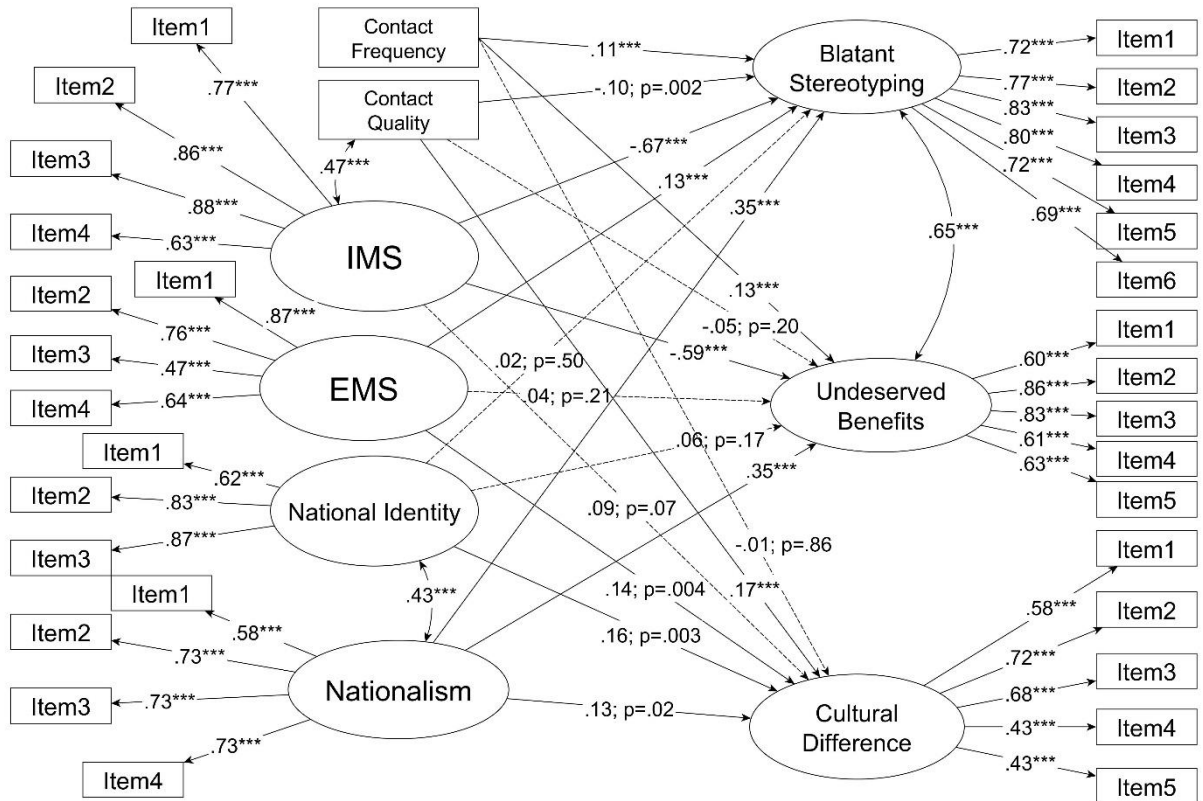 Item1
Item2
Item3
Item4
.77***
.86***
.88***
.63***
IMS
Contact
Frequency
Contact
Quality
.47***
Item1
Item2
Item3
Item4
.87***
.76***
.47***
.64***
EMS
Item1
Item2
Item3
.62***
.83***
.87***
National Identity
.43***
Item1
Item2
Item3
Item4
.58***
.73***
.73***
.73***
Nationalism
.11***
-.10; p=.002
-.67***
.13***
.35***
.02; p=.50
.13***
-.05; p=.20
-.59***
.04; p=.21
.06; p=.17
.35***
.09; p=.07
-.01; p=.86
.14; p=.004
.17***
.16; p=.003
.13; p=.02
Blatant
Stereotyping
.72***
.77***
.83***
.80***
.72***
.69***
Item1
Item2
Item3
Item4
Item5
Item6
.65***
Undeserved
Benefits
.60***
.86***
.83***
.61***
.63***
Item1
Item2
Item3
Item4
Item5
Cultural
Difference
.58***
.72***
.68***
.43***
.43***
Item1
Item2
Item3
Item4
Item5